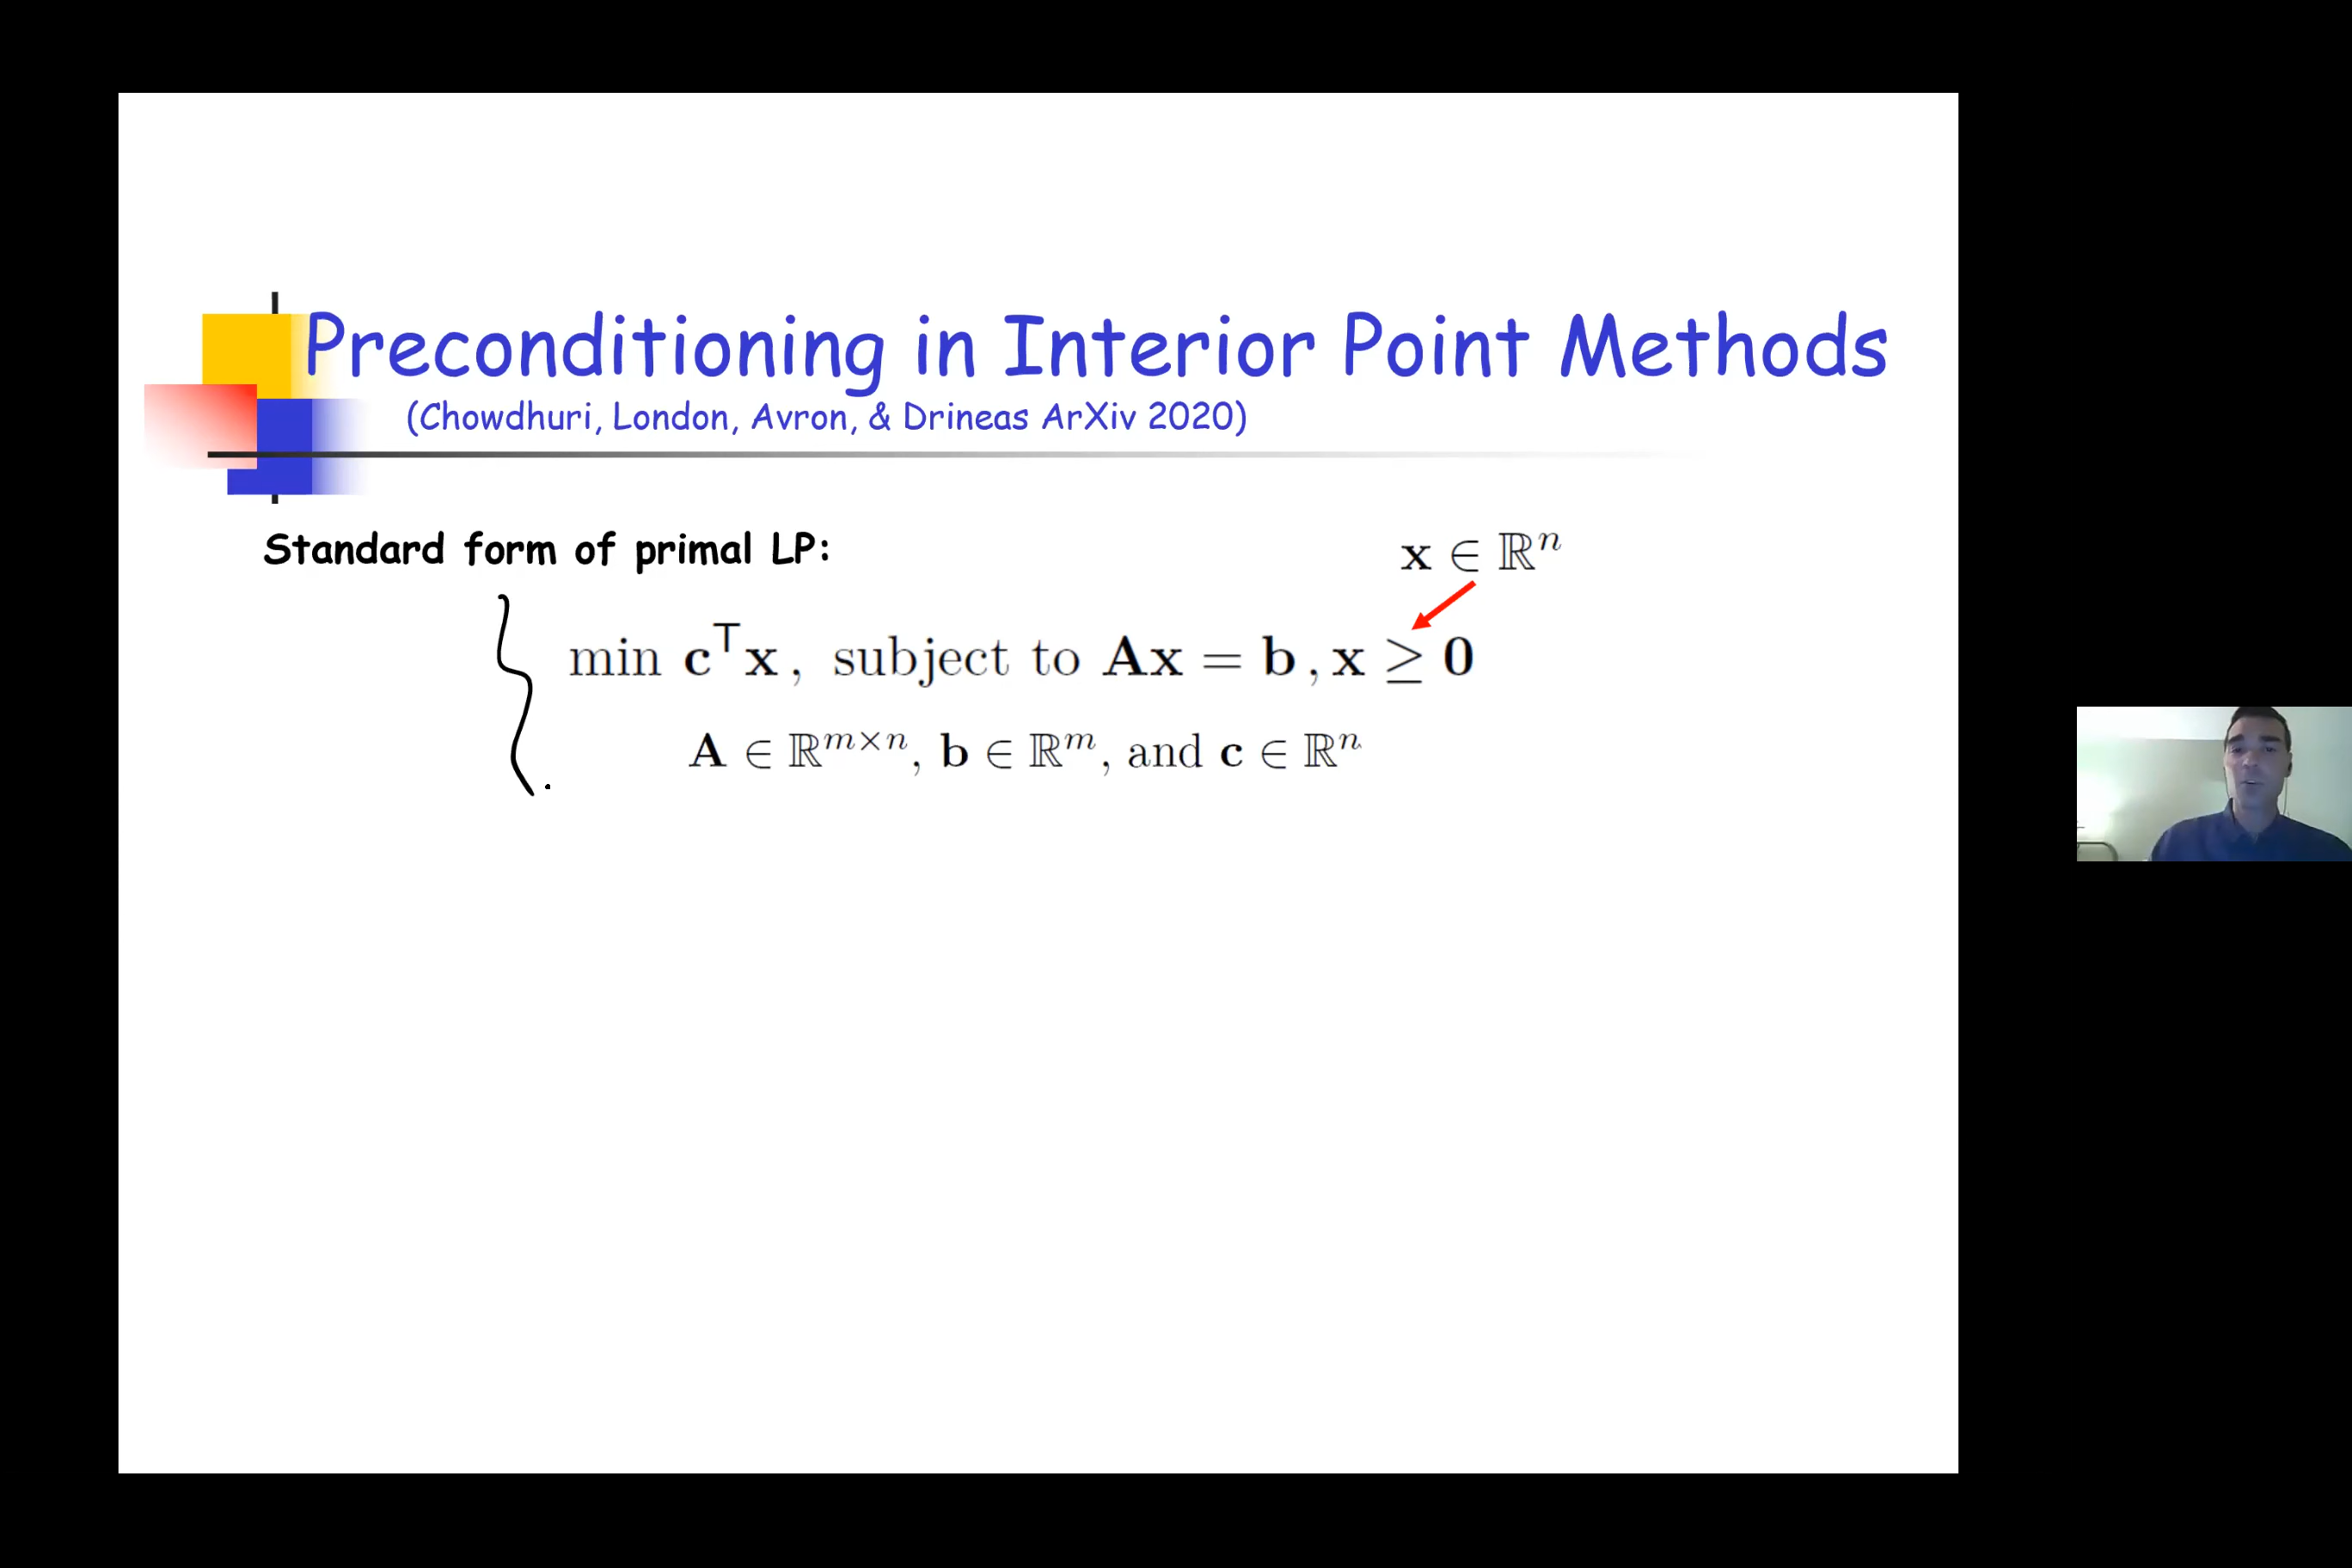 Preconditioning in Interior Point Methods
(Chowdhuri, London, Avron, & Drineas ArXiv 2020)
Standard form of primal LP:
x ∈ ℝⁿ
min c⊤x, subject to Ax = b, x ≥ 0
A ∈ ℝᵐˣⁿ, b ∈ ℝᵐ, and c ∈ ℝⁿ